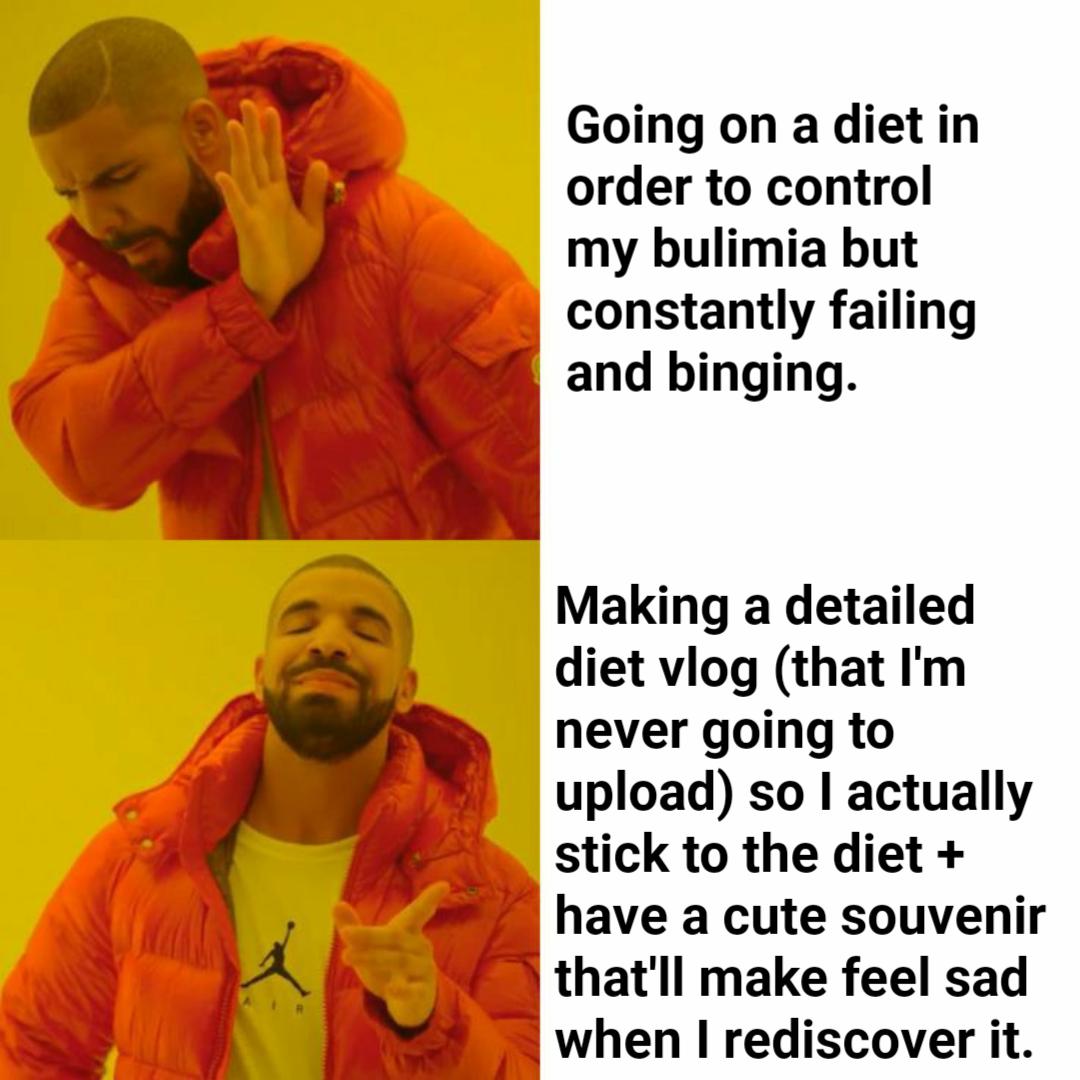 Going on a diet in
order to control
my bulimia but
constantly failing
and binging.
Making a detailed
diet vlog (that I'm
never going to
upload) so I actually
stick to the diet +
have a cute souvenir
that'll make feel sad
when I rediscover it.
A I R